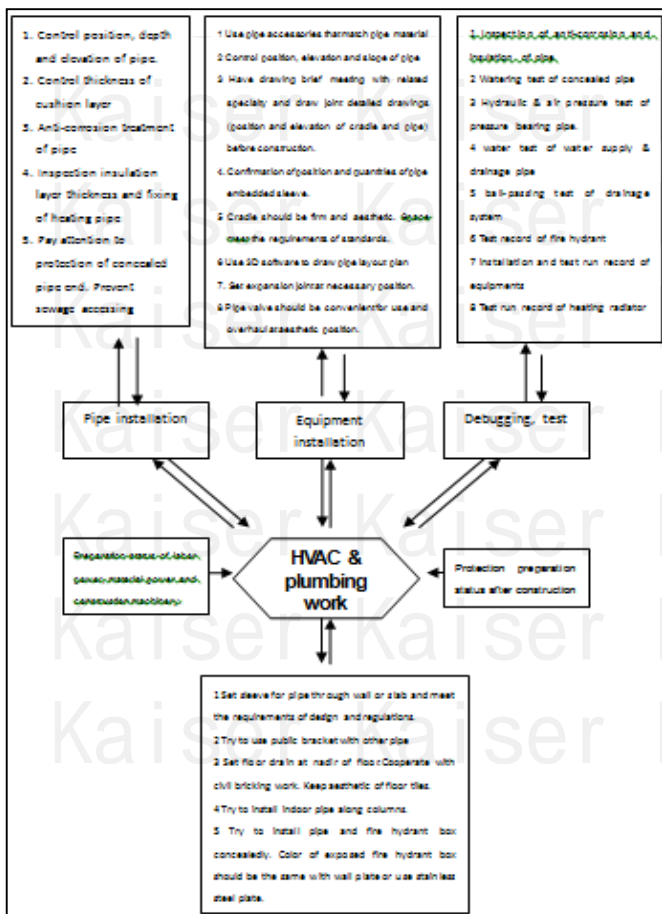 1. Control position, depth
and elevation of pipe.
2. Control thickness of
cushion layer
3. Anti-corrosion treatment
of pipe
4. Inspection insulation
layer thickness and fixing
of heating pipe
5. Pay attention to
protection of concealed
pipe end. Prevent
sewage accessing
1 Use pipe accessories that match pipe material
2 Control position, elevation and slope of pipe
3 Have drawing brief meeting with related
specialty and draw joint detailed drawings
(position and elevation of cradle and pipe)
before construction.
4. Confirmation of position and quantities of pipe
embedded sleeve.
5 Cradle should be firm and aesthetic.
the requirements of standards.
6 Use 3D software to draw pipe layout plan
7. Set expansion joint at necessary position.
8 Pipe valve should be convenient for use and
overhaul at aesthetic position.
1 Inspection of anti-corrosion and
insulation of pipe
2 Watering test of concealed pipe
3 Hydraulic & air pressure test of
pressure bearing pipe.
4 water test of water supply &
drainage pipe
5 ball-passing test of drainage
system
6 Test record of fire hydrant
7 Installation and test run record of
equipments
8 Test run record of heating radiator
Pipe installation
Equipment
installation
Debugging, test
Preparation status of labor
power, material power and
construction machinery
HVAC &
plumbing
work
Protection preparation
status after construction
1 Set sleeve for pipe through wall or slab and meet
the requirements of design and regulations.
2 Try to use public bracket with other pipe
3 Set floor drain at nadir of floor. Cooperate with
civil bricking work. Keep aesthetic of floor tiles.
4 Try to install indoor pipe along columns.
5 Try to install pipe and fire hydrant box
concealedly. Color of exposed fire hydrant box
should be the same with wall plate or use stainless
steel plate.
Kaiser Kaiser
Kaiser Kaiser
Kaiser Kaiser
Kaiser Kaiser
Kaiser Kaiser
Kaiser Kaiser
Kaiser Kaiser